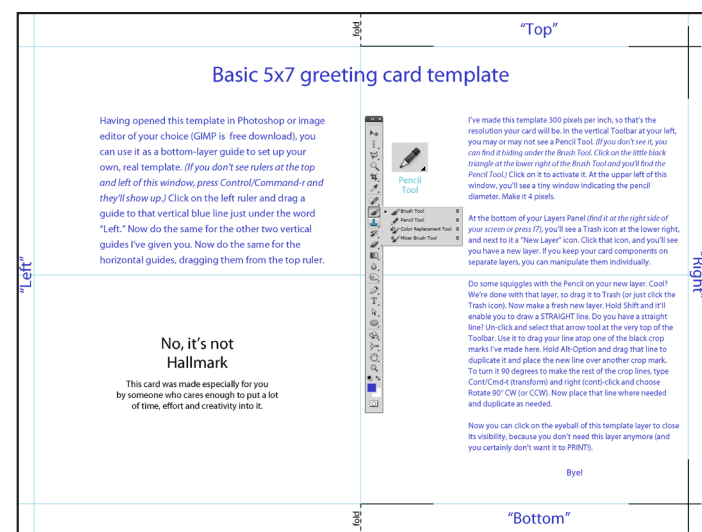 fold
"Top"
Basic 5x7 greeting card template
Having opened this template in Photoshop or image
editor of your choice (GIMP is free download), you
can use it as a bottom-layer guide to set up your
own, real template. (If you don't see rulers at the top
and left of this window, press Control/Command-r and
they'll show up.) Click on the left ruler and drag a
guide to that vertical blue line just under the word
"Left." Now do the same for the other two vertical
guides I've given you. Now do the same for the
horizontal guides, dragging them from the top ruler.
"Left"
No, it's not
Hallmark
This card was made especially for you
by someone who cares enough to put a lot
of time, effort and creativity into it.
Pencil
Tool
Brush Tool B
Pencil Tool B
Color Replacement Tool B
Mixer Brush Tool B
I've made this template 300 pixels per inch, so that's the
resolution your card will be. In the vertical Toolbar at your left,
you may or may not see a Pencil Tool. (If you don't see it, you
can find it hiding under the Brush Tool. Click on the little black
triangle at the lower right of the Brush Tool and you'll find the
Pencil Tool.) Click on it to activate it. At the upper left of this
window, you'll see a tiny window indicating the pencil
diameter. Make it 4 pixels.
At the bottom of your Layers Panel (find it at the right side of
your screen or press f7), you'll see a Trash icon at the lower right,
and next to it a "New Layer" icon. Click that icon, and you'll see
you have a new layer. If you keep your card components on
separate layers, you can manipulate them individually.
Do some squiggles with the Pencil on your new layer. Cool?
We're done with that layer, so drag it to Trash (or just click the
Trash icon). Now make a fresh new layer. Hold Shift and it'll
enable you to draw a STRAIGHT line. Do you have a straight
line? Un-click and select that arrow tool at the very top of the
Toolbar. Use it to drag your line atop one of the black crop
marks I've made here. Hold Alt-Option and drag that line to
duplicate it and place the new line over another crop mark.
To turn it 90 degrees to make the rest of the crop lines, type
Cont/Cmd-t (transform) and right (cont)-click and choose
Rotate 90° CW (or CCW). Now place that line where needed
and duplicate as needed.
Now you can click on the eyeball of this template layer to close
its visibility, because you don't need this layer anymore (and
you certainly don't want it to PRINT!).
Bye!
"Right"
fold
"Bottom"